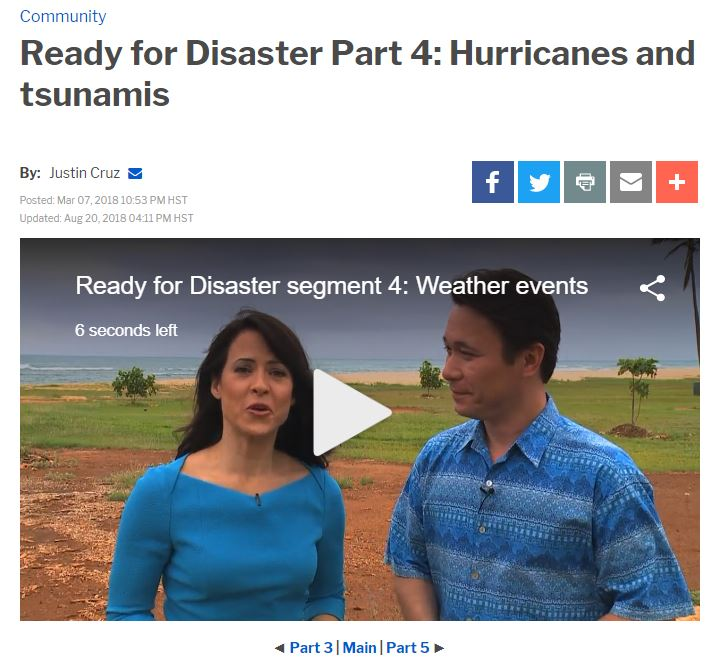 Community
Ready for Disaster Part 4: Hurricanes and
tsunamis
By: Justin Cruz
Posted: Mar 07, 2018 10:53 PM HST
Updated: Aug 20, 2018 04:11 PM HST
Ready for Disaster segment 4: Weather events
6 seconds left
◄ Part 3 | Main | Part 5 ►